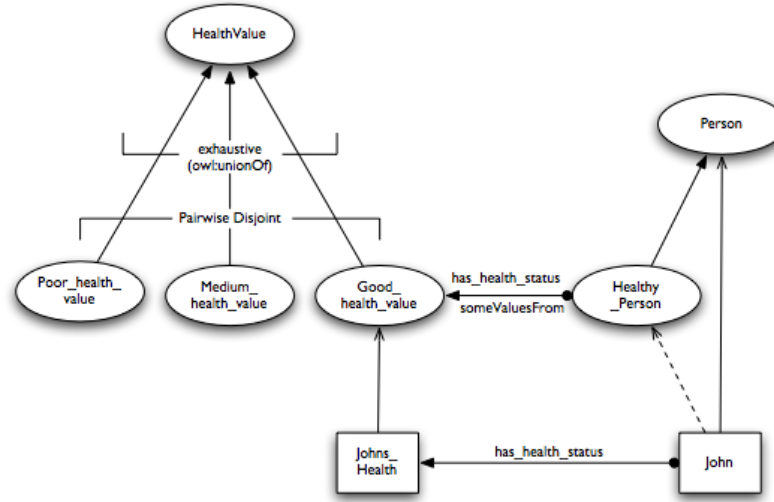 HealthValue
Person
exhaustive
(owl:unionOf)
Pairwise Disjoint
Poor_health_
value
Medium_
health_value
Good_
health_value
has_health_status
someValuesFrom
Healthy
_Person
Johns_
Health
has_health_status
John